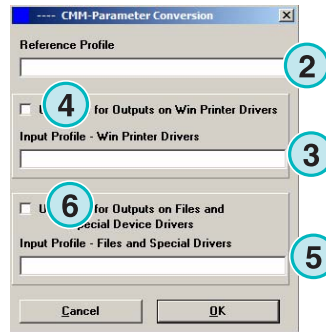 ---- CMM-Parameter Conversion
Reference Profile
2
4
for Outputs on Win Printer Drivers
Input Profile - Win Printer Drivers
3
6
for Outputs on Files and
Device Drivers
Input Profile - Files and Special Drivers
5
Cancel
OK